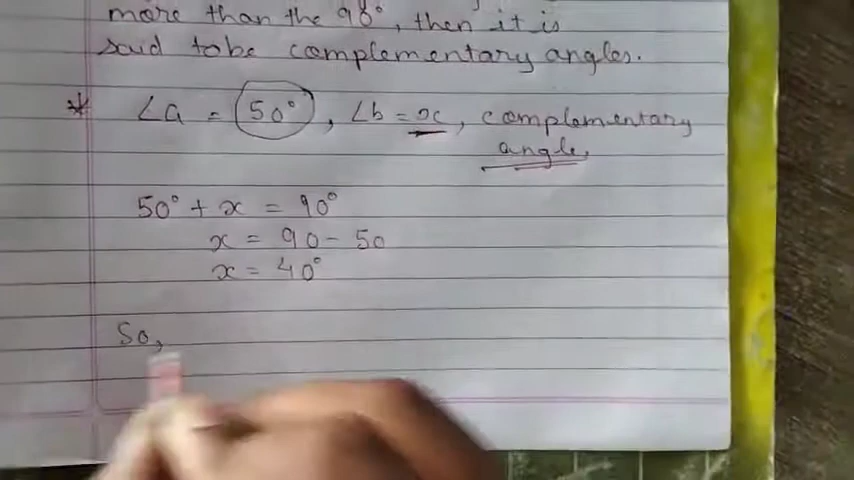 more than the 90°, then it is
said to be complementary angles.
* ∠a = 50°, ∠b = x, complementary
angle,
50° + x = 90°
x = 90 - 50
x = 40°
So,